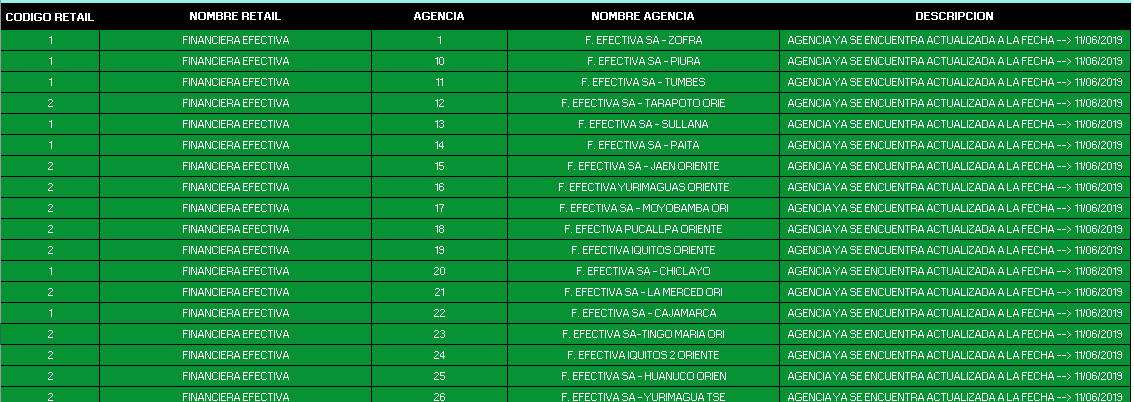 CODIGO RETAIL NOMBRE RETAIL AGENCIA NOMBRE AGENCIA DESCRIPCION
1 FINANCIERA EFECTIVA 1 F. EFECTIVA SA - ZOFRA AGENCIA YA SE ENCUENTRA ACTUALIZADA A LA FECHA --> 11/06/2019
1 FINANCIERA EFECTIVA 10 F. EFECTIVA SA - PIURA AGENCIA YA SE ENCUENTRA ACTUALIZADA A LA FECHA --> 11/06/2019
1 FINANCIERA EFECTIVA 11 F. EFECTIVA SA - TUMBES AGENCIA YA SE ENCUENTRA ACTUALIZADA A LA FECHA --> 11/06/2019
2 FINANCIERA EFECTIVA 12 F. EFECTIVA SA - TARAPOTO ORIE AGENCIA YA SE ENCUENTRA ACTUALIZADA A LA FECHA --> 11/06/2019
1 FINANCIERA EFECTIVA 13 F. EFECTIVA SA - SULLANA AGENCIA YA SE ENCUENTRA ACTUALIZADA A LA FECHA --> 11/06/2019
1 FINANCIERA EFECTIVA 14 F. EFECTIVA SA - PAITA AGENCIA YA SE ENCUENTRA ACTUALIZADA A LA FECHA --> 11/06/2019
2 FINANCIERA EFECTIVA 15 F. EFECTIVA SA - JAEN ORIENTE AGENCIA YA SE ENCUENTRA ACTUALIZADA A LA FECHA --> 11/06/2019
2 FINANCIERA EFECTIVA 16 F. EFECTIVA YURIMAGUAS ORIENTE AGENCIA YA SE ENCUENTRA ACTUALIZADA A LA FECHA --> 11/06/2019
2 FINANCIERA EFECTIVA 17 F. EFECTIVA SA - MOYOBAMBA ORI AGENCIA YA SE ENCUENTRA ACTUALIZADA A LA FECHA --> 11/06/2019
2 FINANCIERA EFECTIVA 18 F. EFECTIVA PUCALLPA ORIENTE AGENCIA YA SE ENCUENTRA ACTUALIZADA A LA FECHA --> 11/06/2019
2 FINANCIERA EFECTIVA 19 F. EFECTIVA IQUITOS ORIENTE AGENCIA YA SE ENCUENTRA ACTUALIZADA A LA FECHA --> 11/06/2019
1 FINANCIERA EFECTIVA 20 F. EFECTIVA SA - CHICLAYO AGENCIA YA SE ENCUENTRA ACTUALIZADA A LA FECHA --> 11/06/2019
2 FINANCIERA EFECTIVA 21 F. EFECTIVA SA - LA MERCED ORI AGENCIA YA SE ENCUENTRA ACTUALIZADA A LA FECHA --> 11/06/2019
1 FINANCIERA EFECTIVA 22 F. EFECTIVA SA - CAJAMARCA AGENCIA YA SE ENCUENTRA ACTUALIZADA A LA FECHA --> 11/06/2019
2 FINANCIERA EFECTIVA 23 F. EFECTIVA SA-TINGO MARIA ORI AGENCIA YA SE ENCUENTRA ACTUALIZADA A LA FECHA --> 11/06/2019
2 FINANCIERA EFECTIVA 24 F. EFECTIVA IQUITOS 2 ORIENTE AGENCIA YA SE ENCUENTRA ACTUALIZADA A LA FECHA --> 11/06/2019
2 FINANCIERA EFECTIVA 25 F. EFECTIVA SA - HUANUCO ORIEN AGENCIA YA SE ENCUENTRA ACTUALIZADA A LA FECHA --> 11/06/2019
2 FINANCIERA EFECTIVA 26 F. EFECTIVA SA - YURIMAGUA TSE AGENCIA YA SE ENCUENTRA ACTUALIZADA A LA FECHA --> 11/06/2019